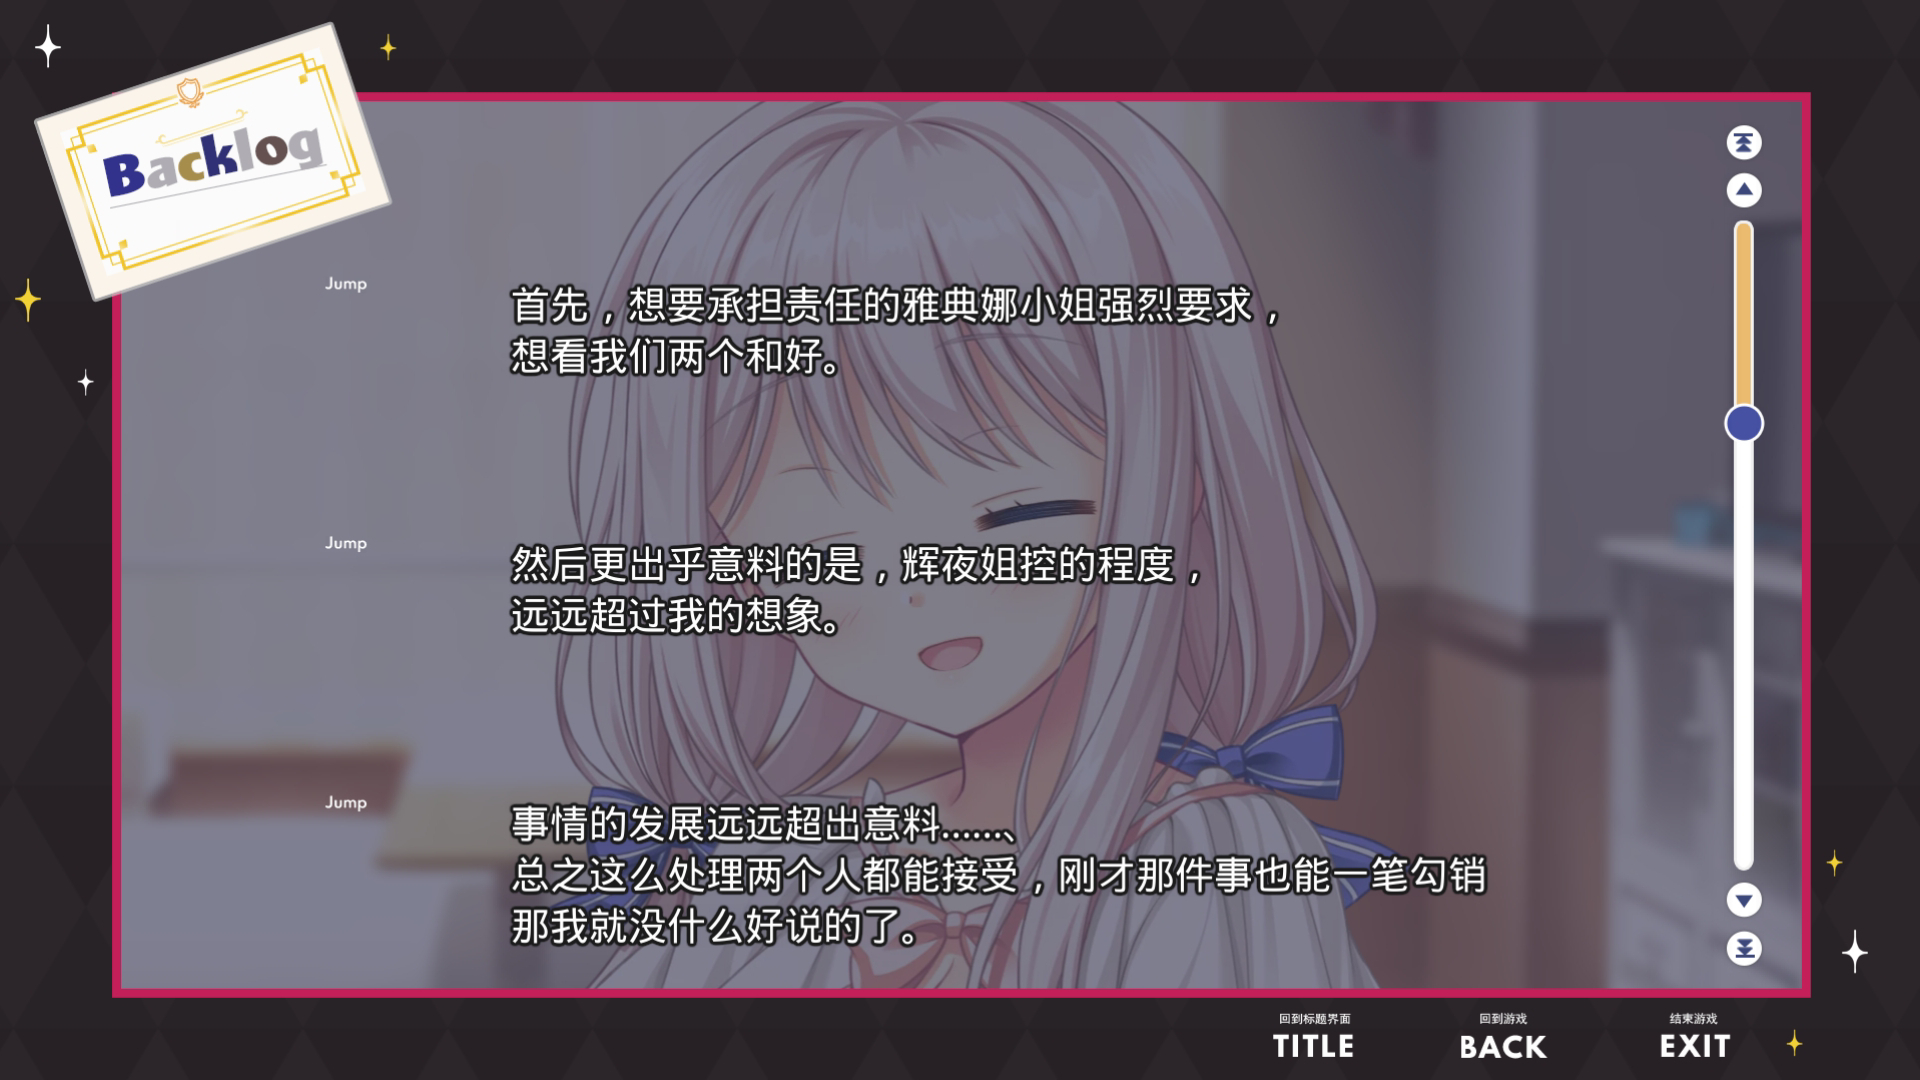 Backlog
Jump
首先，想要承担责任的雅典娜小姐强烈要求，
想看我们两个和好。
Jump
然后更出乎意料的是，辉夜姐控的程度，
远远超过我的想象。
Jump
事情的发展远远超出意料……、
总之这么处理两个人都能接受，刚才那件事也能一笔勾销
那我就没什么好说的了。
回到标题界面
TITLE
回到游戏
BACK
结束游戏
EXIT